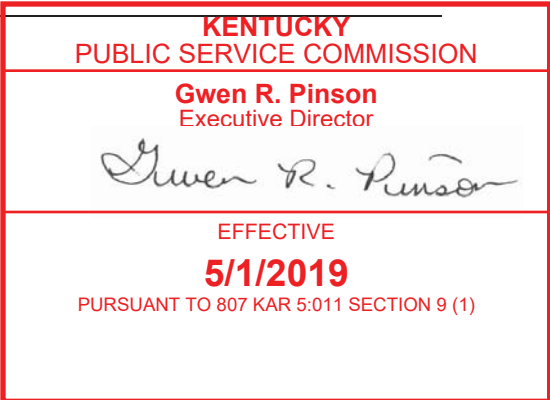 KENTUCKY
PUBLIC SERVICE COMMISSION
Gwen R. Pinson
Executive Director
Gwen R. Pinson
EFFECTIVE
5/1/2019
PURSUANT TO 807 KAR 5:011 SECTION 9 (1)